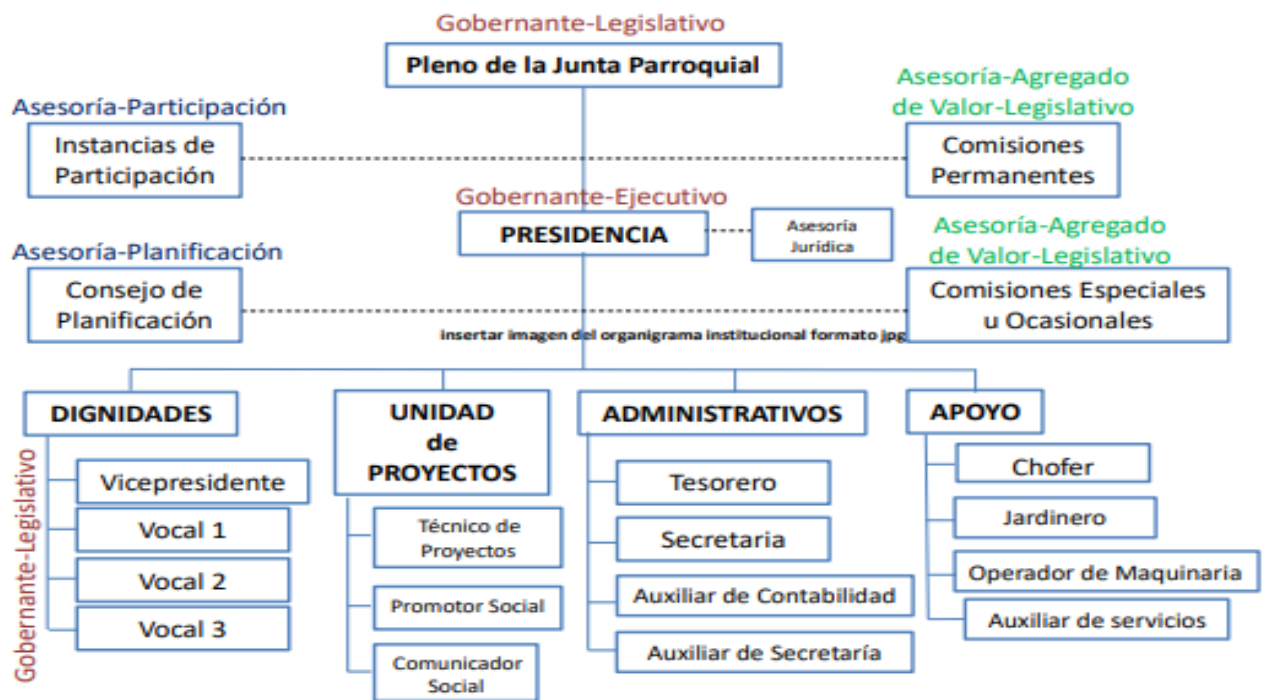 Gobernante-Legislativo
Pleno de la Junta Parroquial
Asesoría-Participación
Instancias de
Participación
Asesoría-Agregado
de Valor-Legislativo
Comisiones
Permanentes
Gobernante-Ejecutivo
PRESIDENCIA
Asesoría
Jurídica
Asesoría-Planificación
Consejo de
Planificación
Asesoría-Agregado
de Valor-Legislativo
Comisiones Especiales
u Ocasionales
insertar imagen del organigrama institucional formato jpg
Gobernante-Legislativo
DIGNIDADES
Vicepresidente
Vocal 1
Vocal 2
Vocal 3
UNIDAD
de
PROYECTOS
Técnico de
Proyectos
Promotor Social
Comunicador
Social
ADMINISTRATIVOS
Tesorero
Secretaria
Auxiliar de Contabilidad
Auxiliar de Secretaría
APOYO
Chofer
Jardinero
Operador de Maquinaria
Auxiliar de servicios